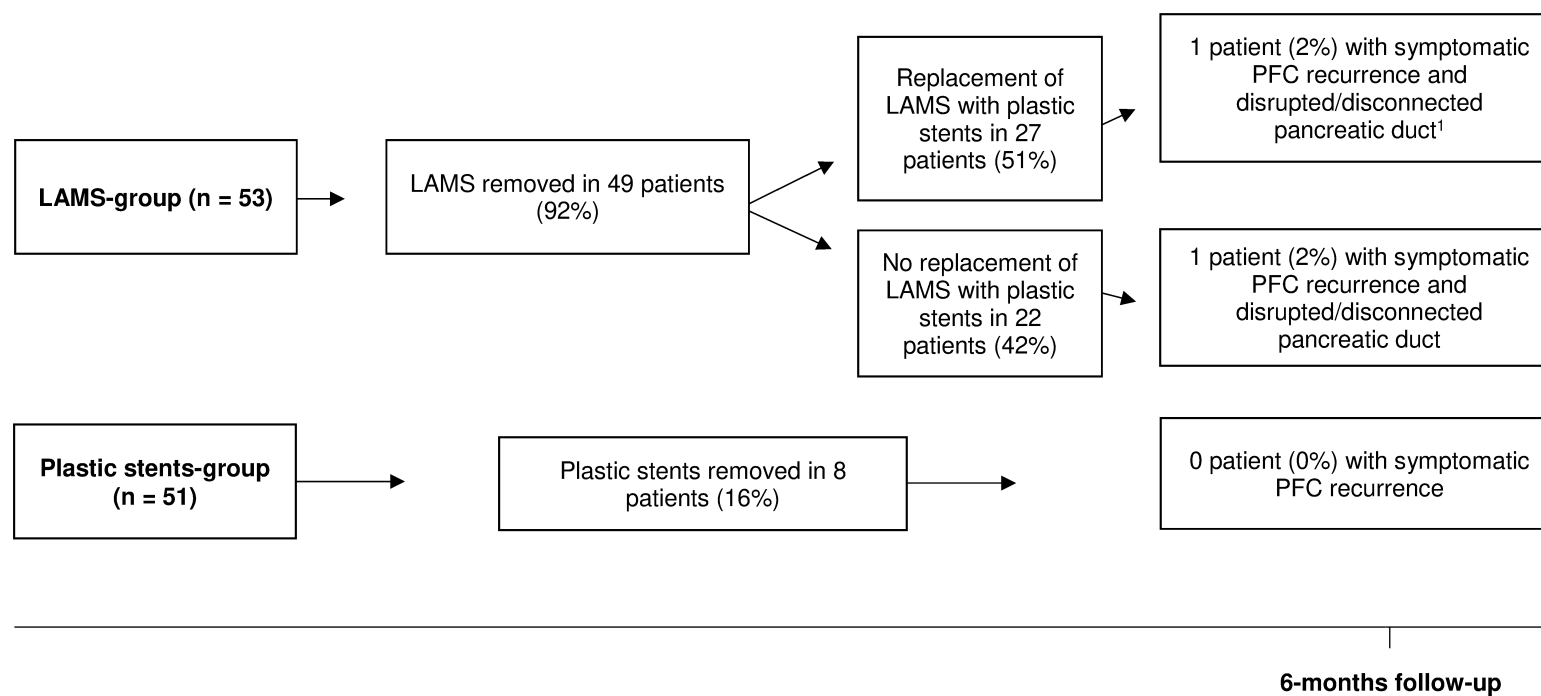 LAMS-group (n = 53)
LAMS removed in 49 patients
(92%)
Replacement of
LAMS with plastic
stents in 27
patients (51%)
1 patient (2%) with symptomatic
PFC recurrence and
disrupted/disconnected
pancreatic duct¹
No replacement of
LAMS with plastic
stents in 22
patients (42%)
1 patient (2%) with symptomatic
PFC recurrence and
disrupted/disconnected
pancreatic duct
Plastic stents-group
(n = 51)
Plastic stents removed in 8
patients (16%)
0 patient (0%) with symptomatic
PFC recurrence
6-months follow-up